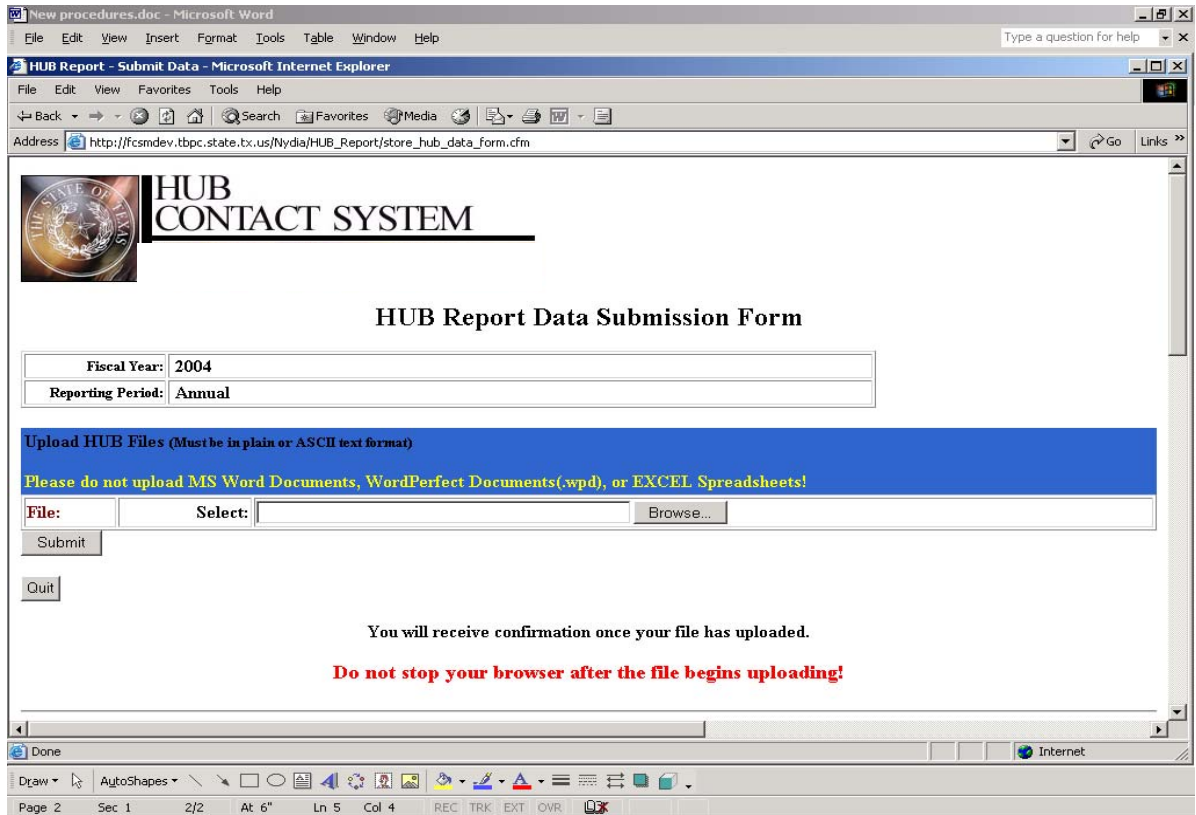 New procedures.doc - Microsoft Word
File Edit View Insert Format Tools Table Window Help Type a question for help
HUB Report - Submit Data - Microsoft Internet Explorer
File Edit View Favorites Tools Help
Back Search Favorites Media
Address http://fcsmdev.tbpc.state.tx.us/Nydia/HUB_Report/store_hub_data_form.cfm Go Links »
THE STATE OF TEXAS
HUB
CONTACT SYSTEM
HUB Report Data Submission Form
Fiscal Year: 2004
Reporting Period: Annual
Upload HUB Files (Must be in plain or ASCII text format)
Please do not upload MS Word Documents, WordPerfect Documents(.wpd), or EXCEL Spreadsheets!
File: Select: Browse...
Submit
Quit
You will receive confirmation once your file has uploaded.
Do not stop your browser after the file begins uploading!
Done Internet
Draw AutoShapes
Page 2 Sec 1 2/2 At 6" Ln 5 Col 4 REC TRK EXT OVR